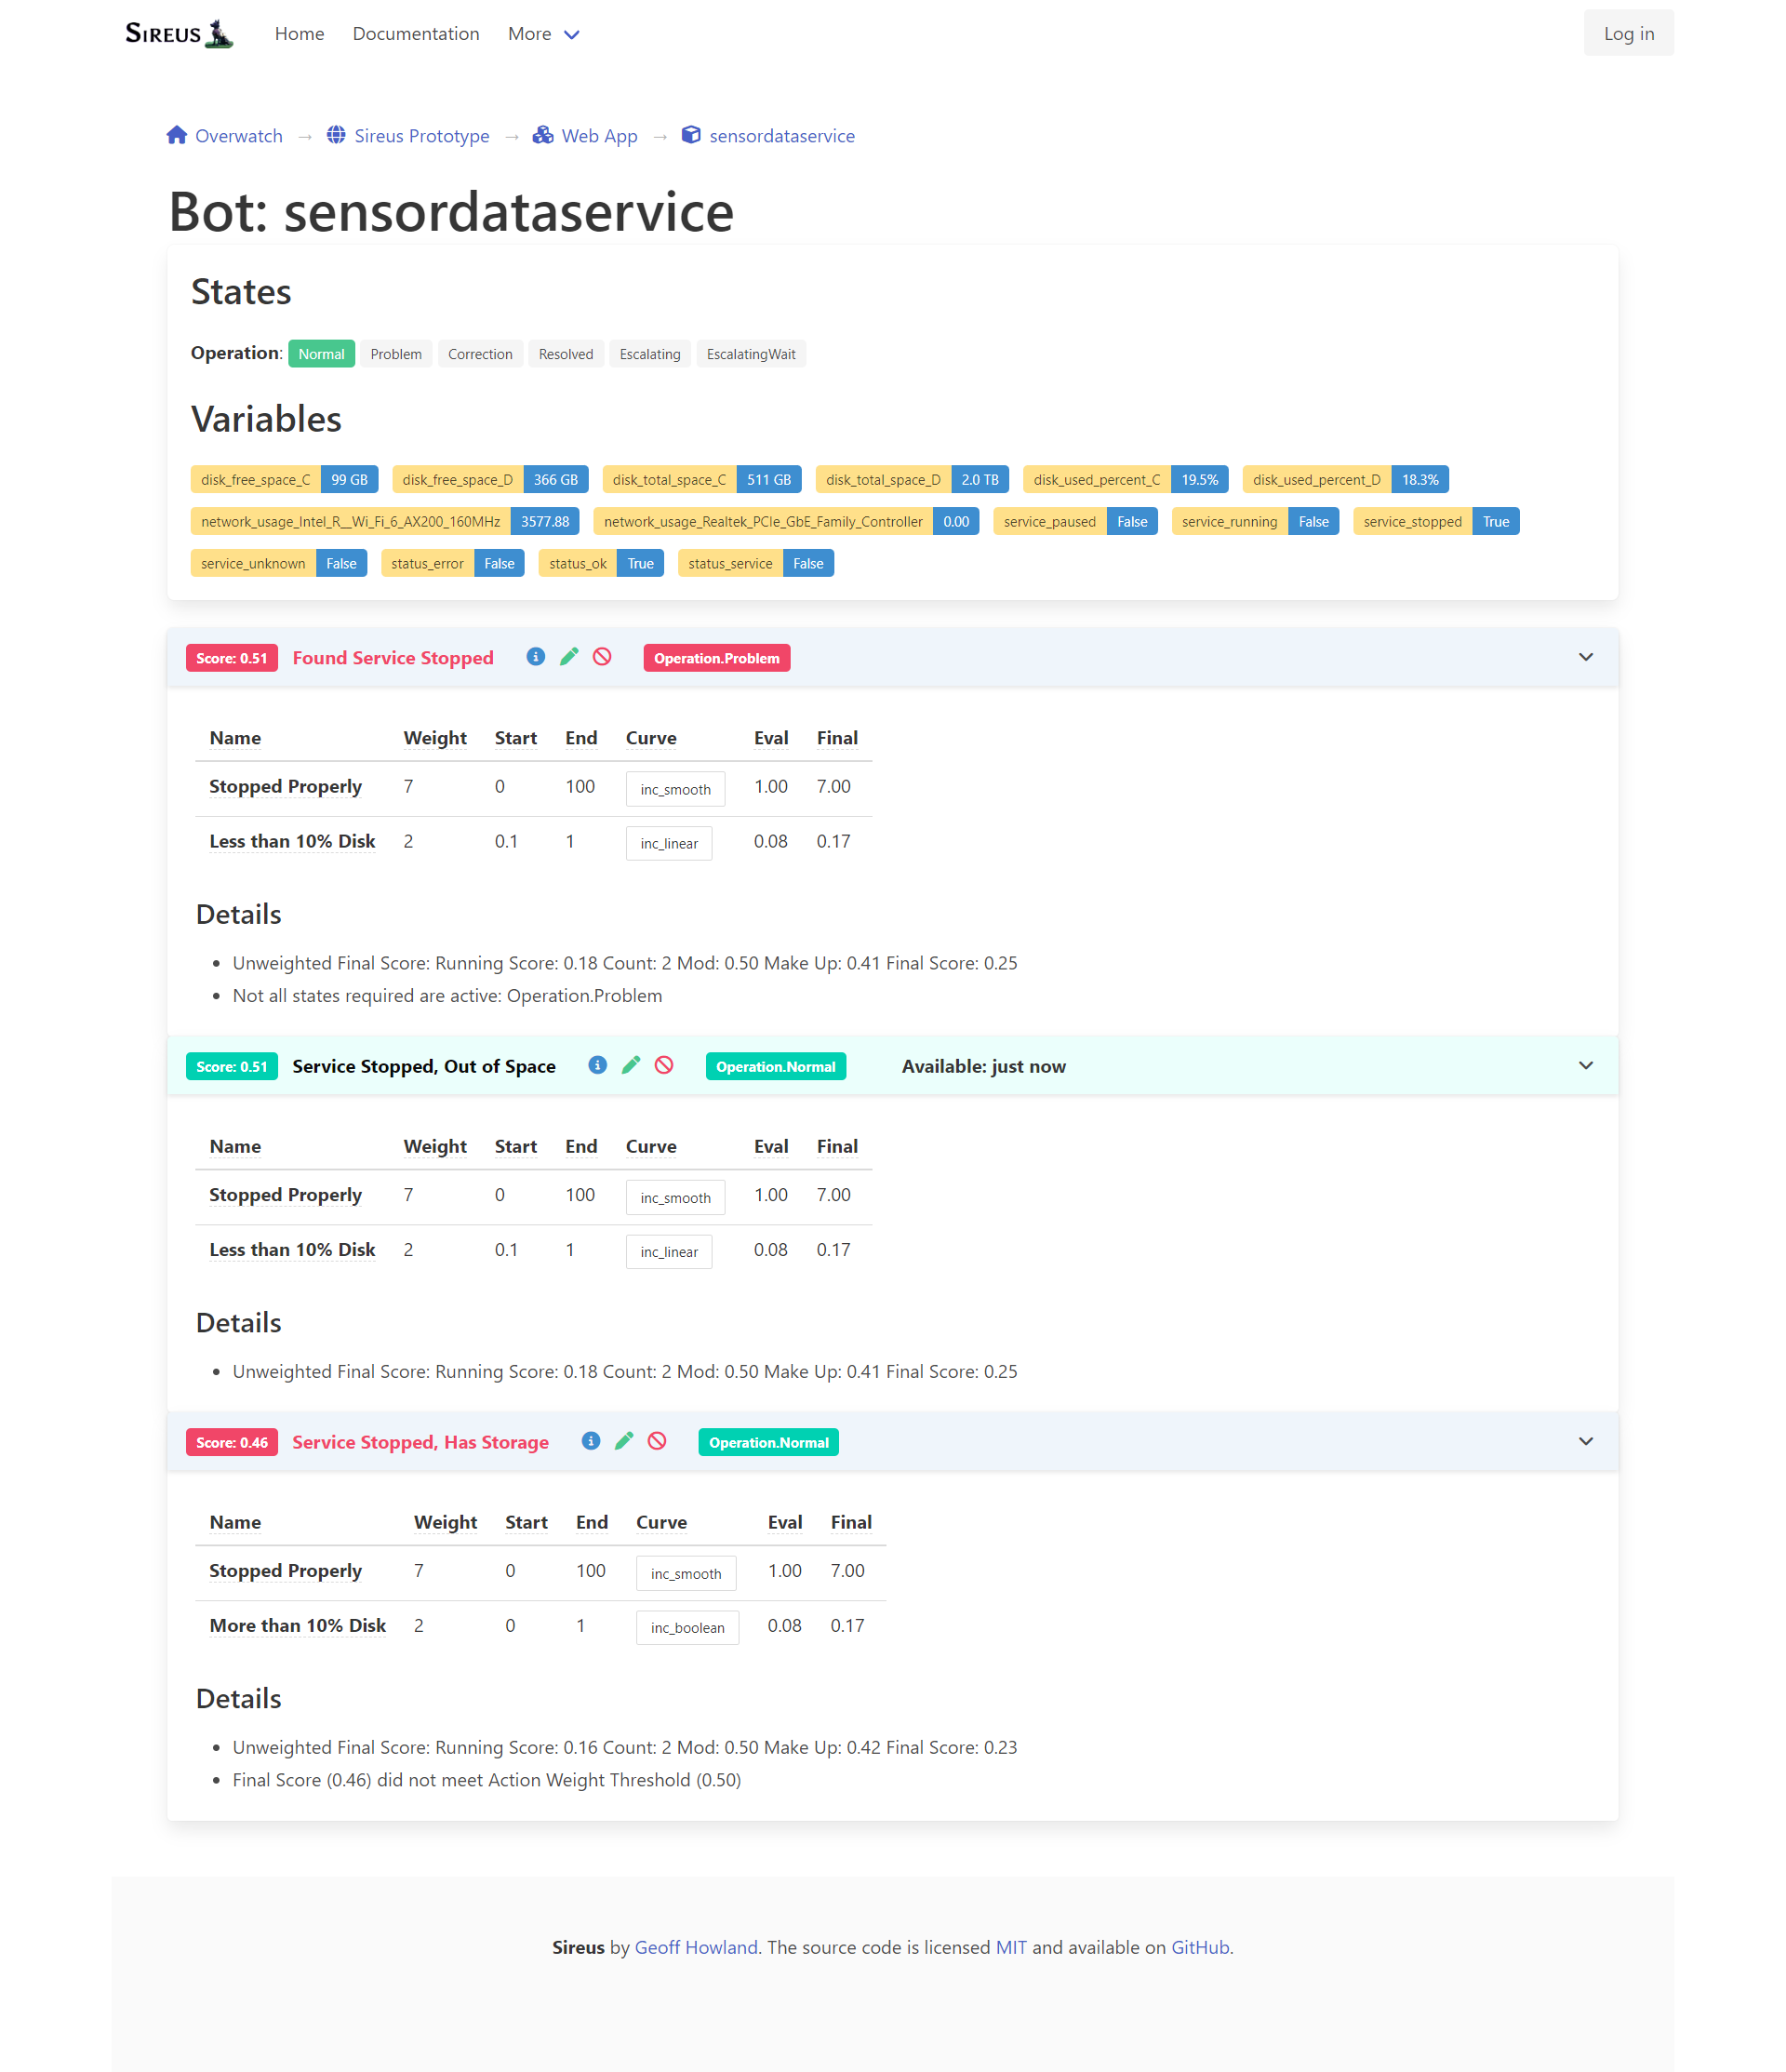 SIREUS Home Documentation More Log in
Overwatch → Sireus Prototype → Web App → sensordataservice
Bot: sensordataservice
States
Operation: Normal Problem Correction Resolved Escalating EscalatingWait
Variables
disk_free_space_C 99 GB disk_free_space_D 366 GB disk_total_space_C 511 GB disk_total_space_D 2.0 TB disk_used_percent_C 19.5% disk_used_percent_D 18.3%
network_usage_Intel_R__Wi_Fi_6_AX200_160MHz 3577.88 network_usage_Realtek_PCIe_GbE_Family_Controller 0.00 service_paused False service_running False service_stopped True
service_unknown False status_error False status_ok True status_service False
Score: 0.51 Found Service Stopped Operation.Problem
Name Weight Start End Curve Eval Final
Stopped Properly 7 0 100 inc_smooth 1.00 7.00
Less than 10% Disk 2 0.1 1 inc_linear 0.08 0.17
Details
• Unweighted Final Score: Running Score: 0.18 Count: 2 Mod: 0.50 Make Up: 0.41 Final Score: 0.25
• Not all states required are active: Operation.Problem
Score: 0.51 Service Stopped, Out of Space Operation.Normal Available: just now
Name Weight Start End Curve Eval Final
Stopped Properly 7 0 100 inc_smooth 1.00 7.00
Less than 10% Disk 2 0.1 1 inc_linear 0.08 0.17
Details
• Unweighted Final Score: Running Score: 0.18 Count: 2 Mod: 0.50 Make Up: 0.41 Final Score: 0.25
Score: 0.46 Service Stopped, Has Storage Operation.Normal
Name Weight Start End Curve Eval Final
Stopped Properly 7 0 100 inc_smooth 1.00 7.00
More than 10% Disk 2 0 1 inc_boolean 0.08 0.17
Details
• Unweighted Final Score: Running Score: 0.16 Count: 2 Mod: 0.50 Make Up: 0.42 Final Score: 0.23
• Final Score (0.46) did not meet Action Weight Threshold (0.50)
Sireus by Geoff Howland. The source code is licensed MIT and available on GitHub.